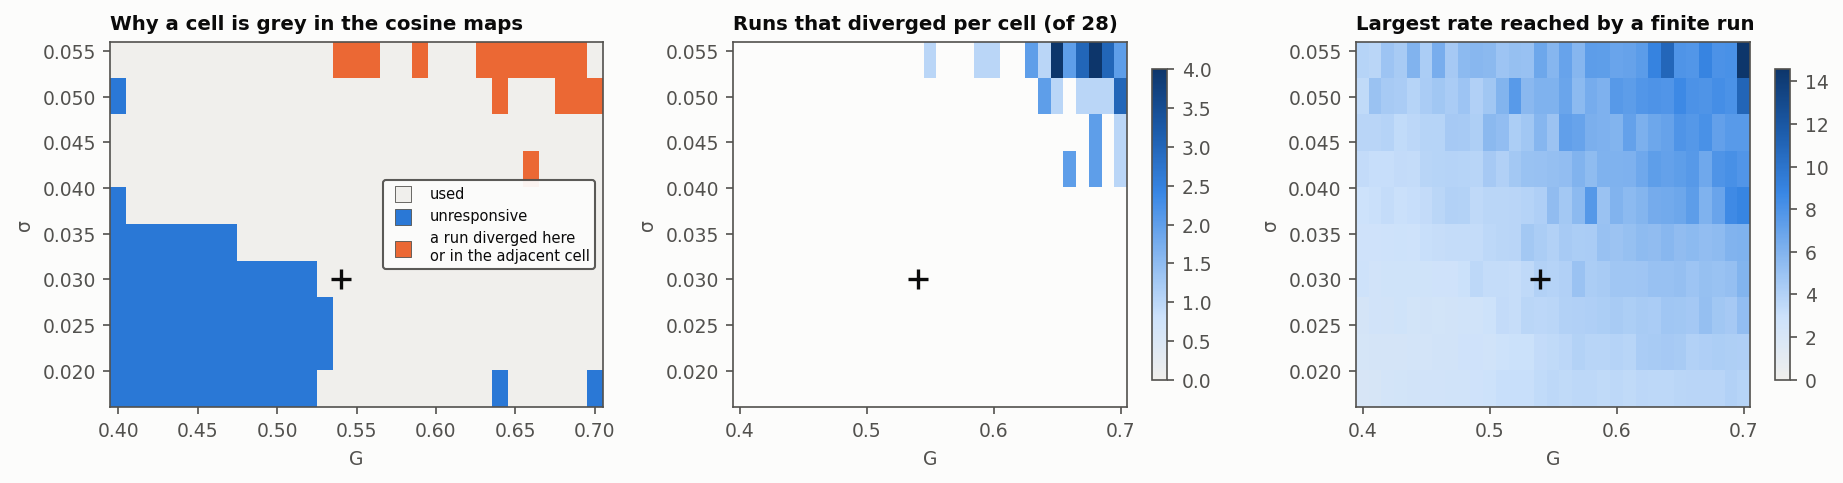 Why a cell is grey in the cosine maps
0.055
0.050
0.045
0.040
0.035
0.030
0.025
0.020
σ
used
unresponsive
a run diverged here
or in the adjacent cell
0.40 0.45 0.50 0.55 0.60 0.65 0.70
G
Runs that diverged per cell (of 28)
0.055
0.050
0.045
0.040
0.035
0.030
0.025
0.020
σ
0.4 0.5 0.6 0.7
G
4.0
3.5
3.0
2.5
2.0
1.5
1.0
0.5
0.0
Largest rate reached by a finite run
0.055
0.050
0.045
0.040
0.035
0.030
0.025
0.020
σ
0.4 0.5 0.6 0.7
G
14
12
10
8
6
4
2
0